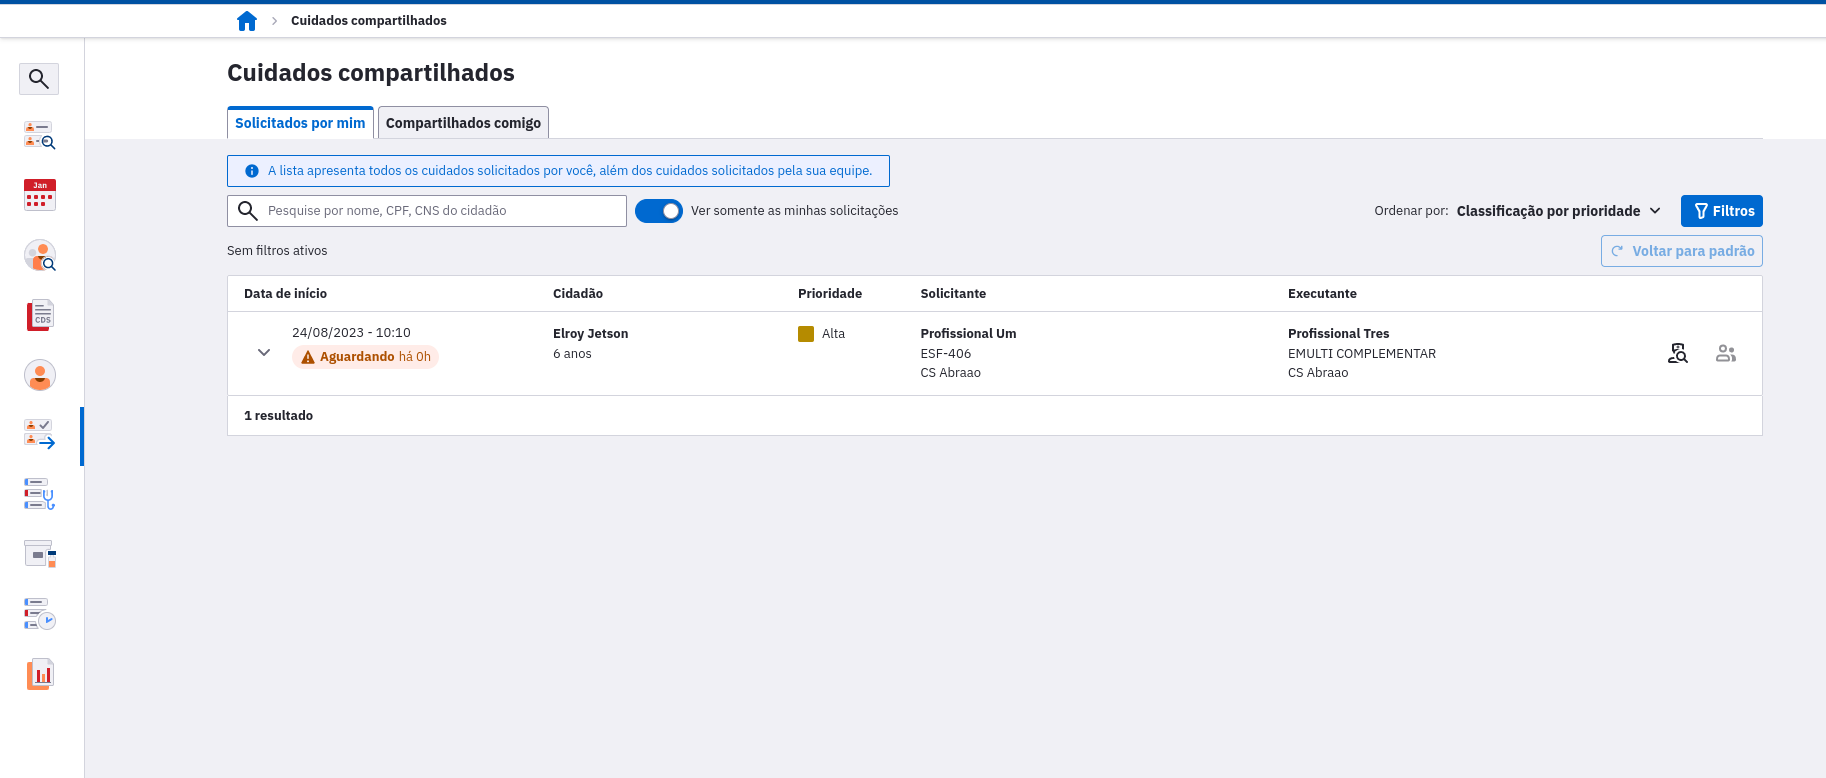 Cuidados compartilhados
Cuidados compartilhados
Solicitados por mim
Compartilhados comigo
A lista apresenta todos os cuidados solicitados por você, além dos cuidados solicitados pela sua equipe.
Pesquise por nome, CPF, CNS do cidadão
Ver somente as minhas solicitações
Ordenar por: Classificação por prioridade
Filtros
Sem filtros ativos
Voltar para padrão
Data de início
Cidadão
Prioridade
Solicitante
Executante
24/08/2023 - 10:10
Aguardando há 0h
Elroy Jetson
6 anos
Alta
Profissional Um
ESF-406
CS Abraao
Profissional Tres
EMULTI COMPLEMENTAR
CS Abraao
1 resultado
Jan
CDS